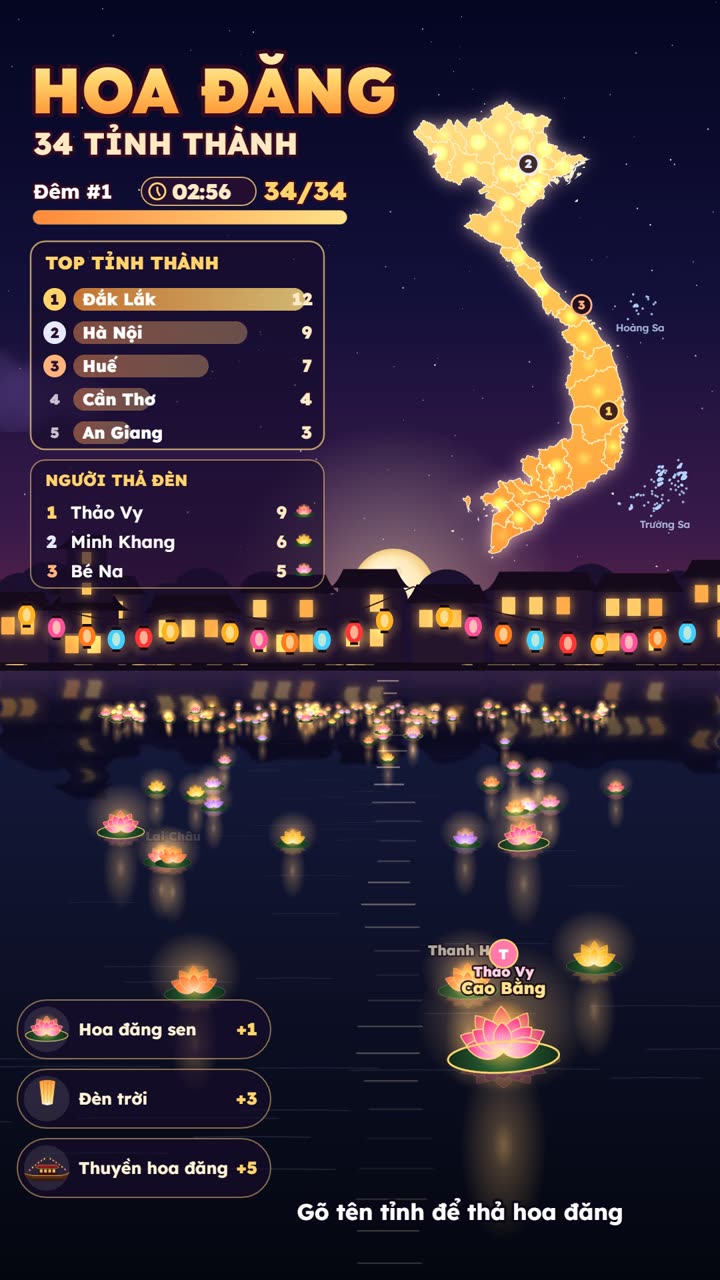 HOA ĐĂNG
34 TỈNH THÀNH
Đêm #1 02:56 34/34
TOP TỈNH THÀNH
1 Đắk Lắk 12
2 Hà Nội 9
3 Huế 7
4 Cần Thơ 4
5 An Giang 3
NGƯỜI THẢ ĐÈN
1 Thảo Vy 9
2 Minh Khang 6
3 Bé Na 5
2
3
Hoàng Sa
1
Trường Sa
Lai Châu
Thanh H
T
Thảo Vy
Cao Bằng
Hoa đăng sen +1
Đèn trời +3
Thuyền hoa đăng +5
Gõ tên tỉnh để thả hoa đăng